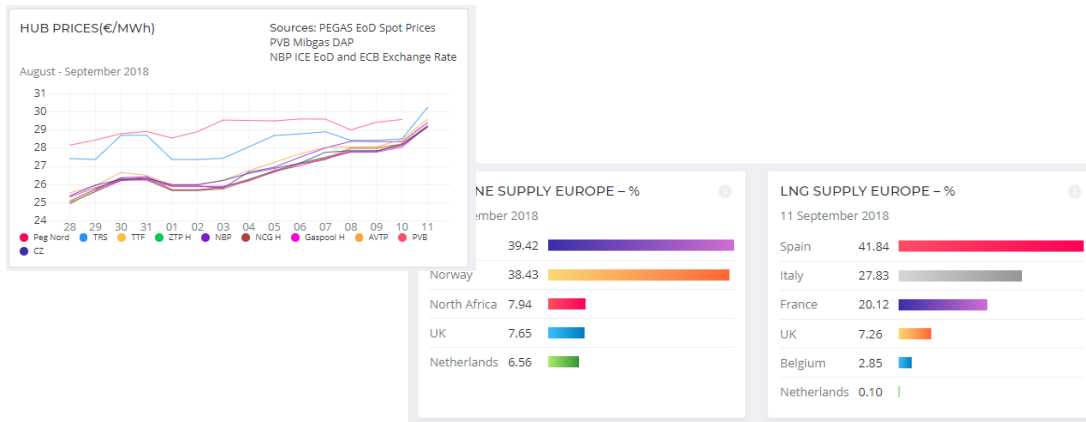 HUB PRICES(€/MWh)
Sources: PEGAS EoD Spot Prices
PVB Mibgas DAP
NBP ICE EoD and ECB Exchange Rate
August - September 2018
31
30
29
28
27
26
25
24
28 29 30 31 01 02 03 04 05 06 07 08 09 10 11
Peg Nord TRS TTF ZTP H NBP NCG H Gaspool H AVTP PVB
CZ
NE SUPPLY EUROPE – %
ember 2018
39.42
Norway 38.43
North Africa 7.94
UK 7.65
Netherlands 6.56
LNG SUPPLY EUROPE – %
11 September 2018
Spain 41.84
Italy 27.83
France 20.12
UK 7.26
Belgium 2.85
Netherlands 0.10